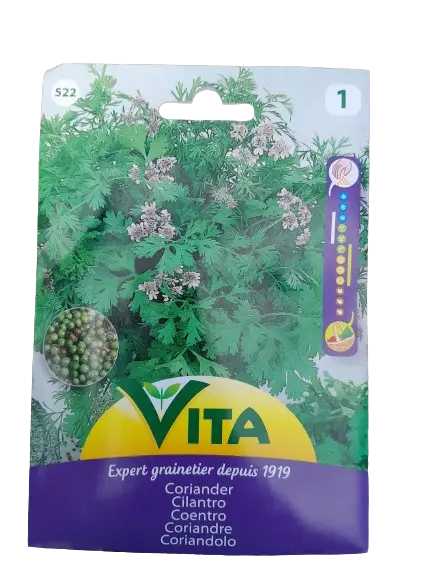 522
1
VITA
Expert grainetier depuis 1919
Coriander
Cilantro
Coentro
Coriandre
Coriandolo